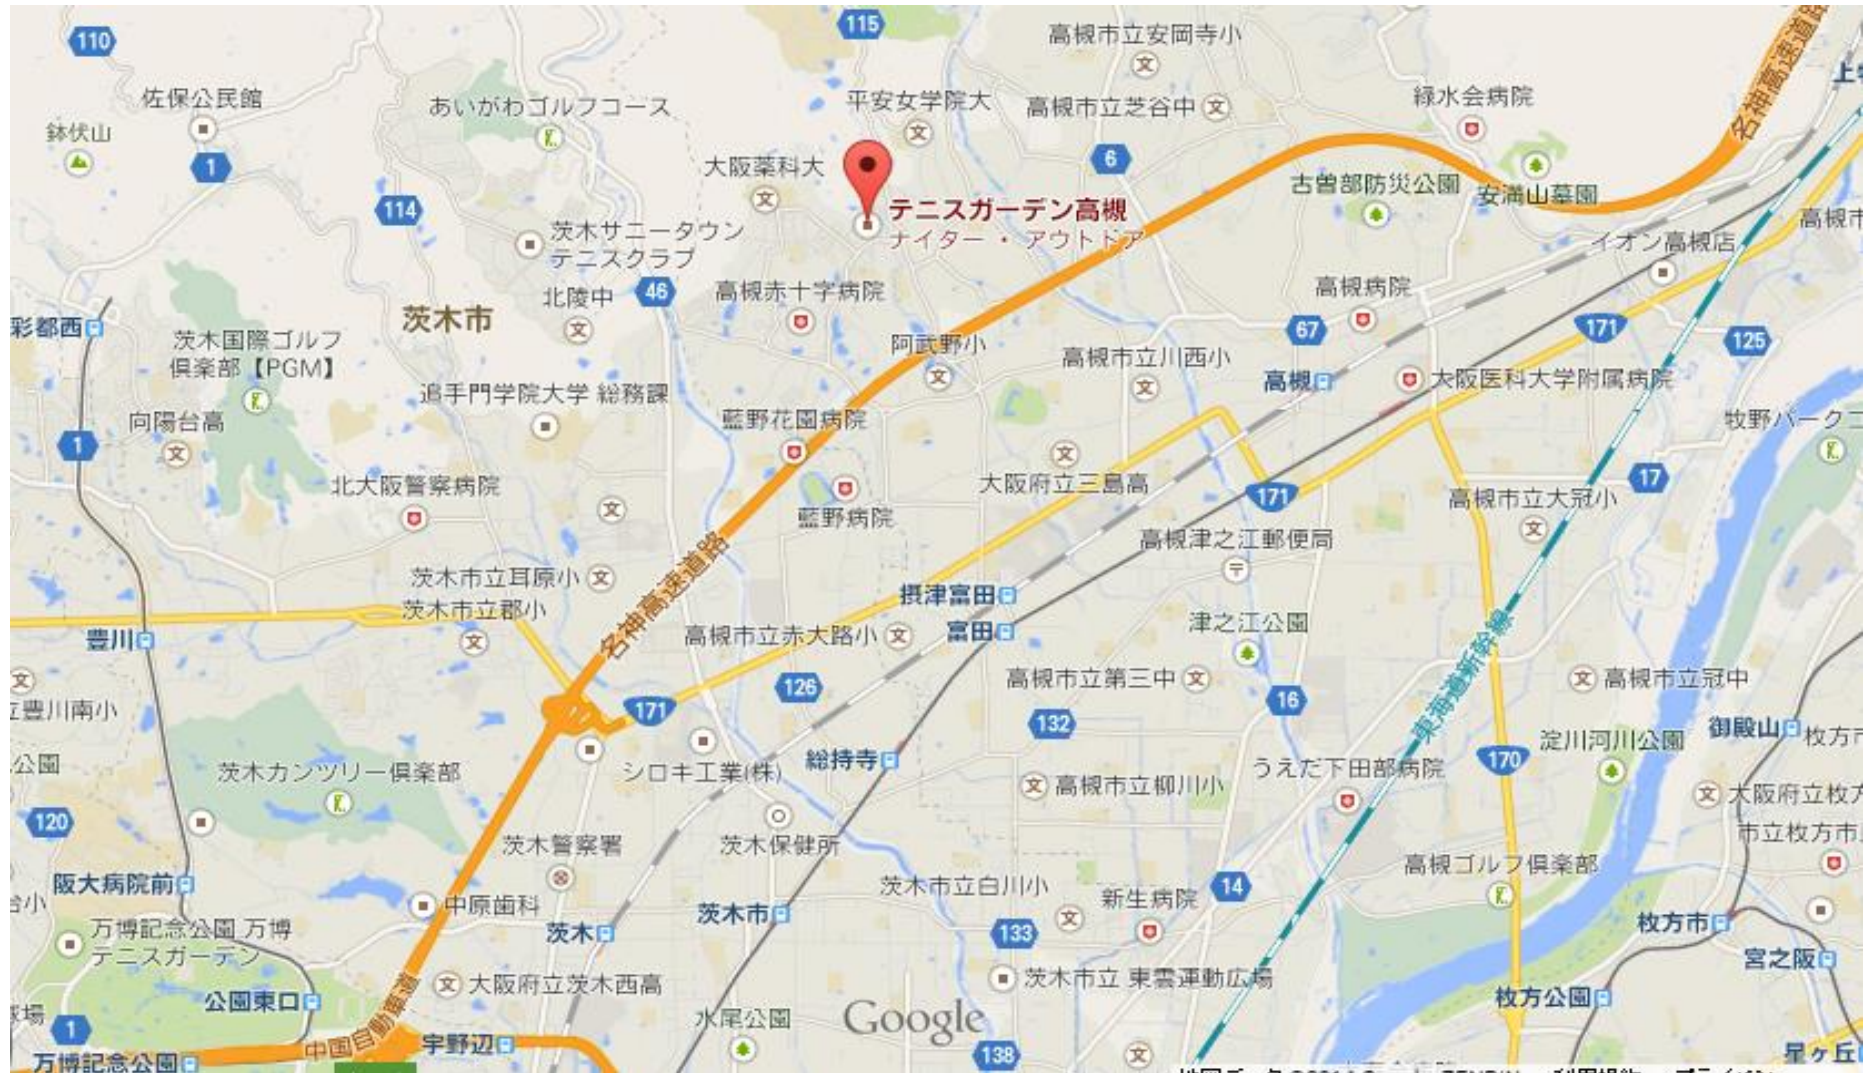 110
115
高槻市立安岡寺小
佐保公民館
あいがわゴルフコース
平安女学院大
高槻市立芝谷中
緑水会病院
名神高速道路
鉢伏山
1
大阪薬科大
6
古曽部防災公園
安満山墓園
114
テニスガーデン高槻
ナイター ・ アウトドア
茨木サニータウン
テニスクラブ
高槻市
イオン高槻店
46
北陵中
高槻赤十字病院
高槻病院
茨木市
彩都西
茨木国際ゴルフ
倶楽部【PGM】
阿武野小
高槻市立川西小
67
171
125
追手門学院大学 総務課
高槻
大阪医科大学附属病院
向陽台高
藍野花園病院
牧野パークゴ
1
北大阪警察病院
藍野病院
大阪府立三島高
171
17
高槻市立大冠小
名神高速道路
高槻津之江郵便局
茨木市立耳原小
茨木市立郡小
摂津富田
富田
豊川
高槻市立赤大路小
津之江公園
東海道新幹線
126
高槻市立第三中
16
高槻市立冠中
立豊川南小
171
132
170
淀川河川公園
御殿山
枚方市
公園
茨木カンツリー倶楽部
シロキ工業(株)
総持寺
高槻市立柳川小
うえだ下田部病院
大阪府立枚方
120
市立枚方市
茨木警察署
茨木保健所
高槻ゴルフ倶楽部
阪大病院前
茨木市立白川小
14
新生病院
中原歯科
茨木市
茨木
133
枚方市
万博記念公園 万博
テニスガーデン
宮之阪
大阪府立茨木西高
茨木市立 東雲運動広場
公園東口
枚方公園
1
水尾公園
Google
中国自動車道
宇野辺
138
万博記念公園
星ヶ丘